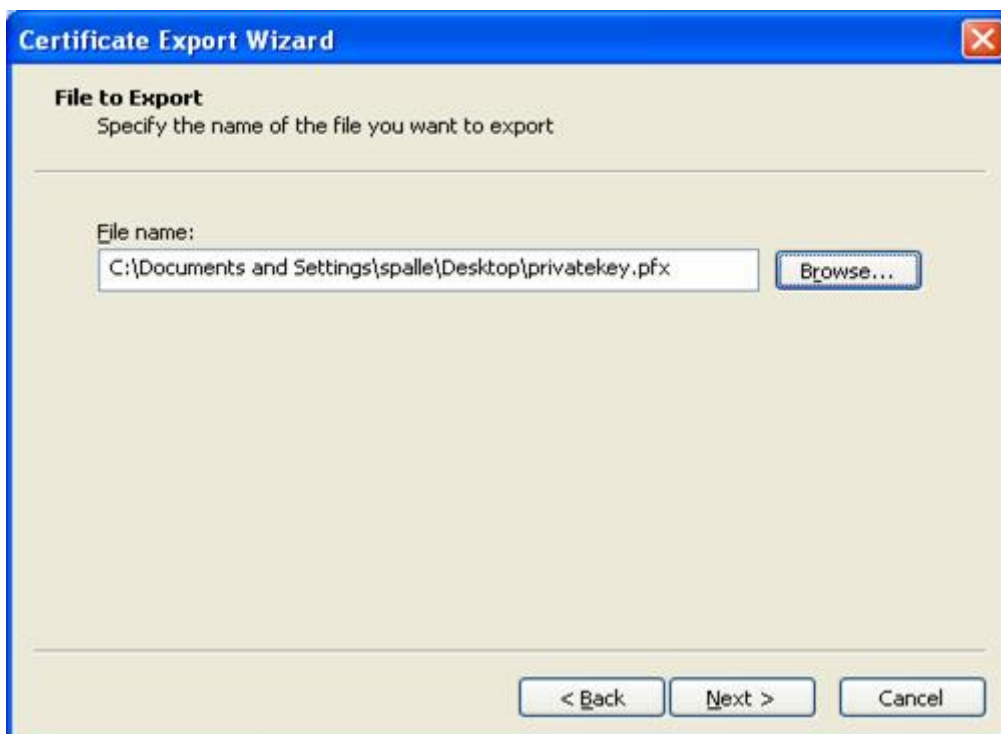 Certificate Export Wizard
File to Export
Specify the name of the file you want to export
File name:
C:\Documents and Settings\spalle\Desktop\privatekey.pfx
Browse...
< Back
Next >
Cancel